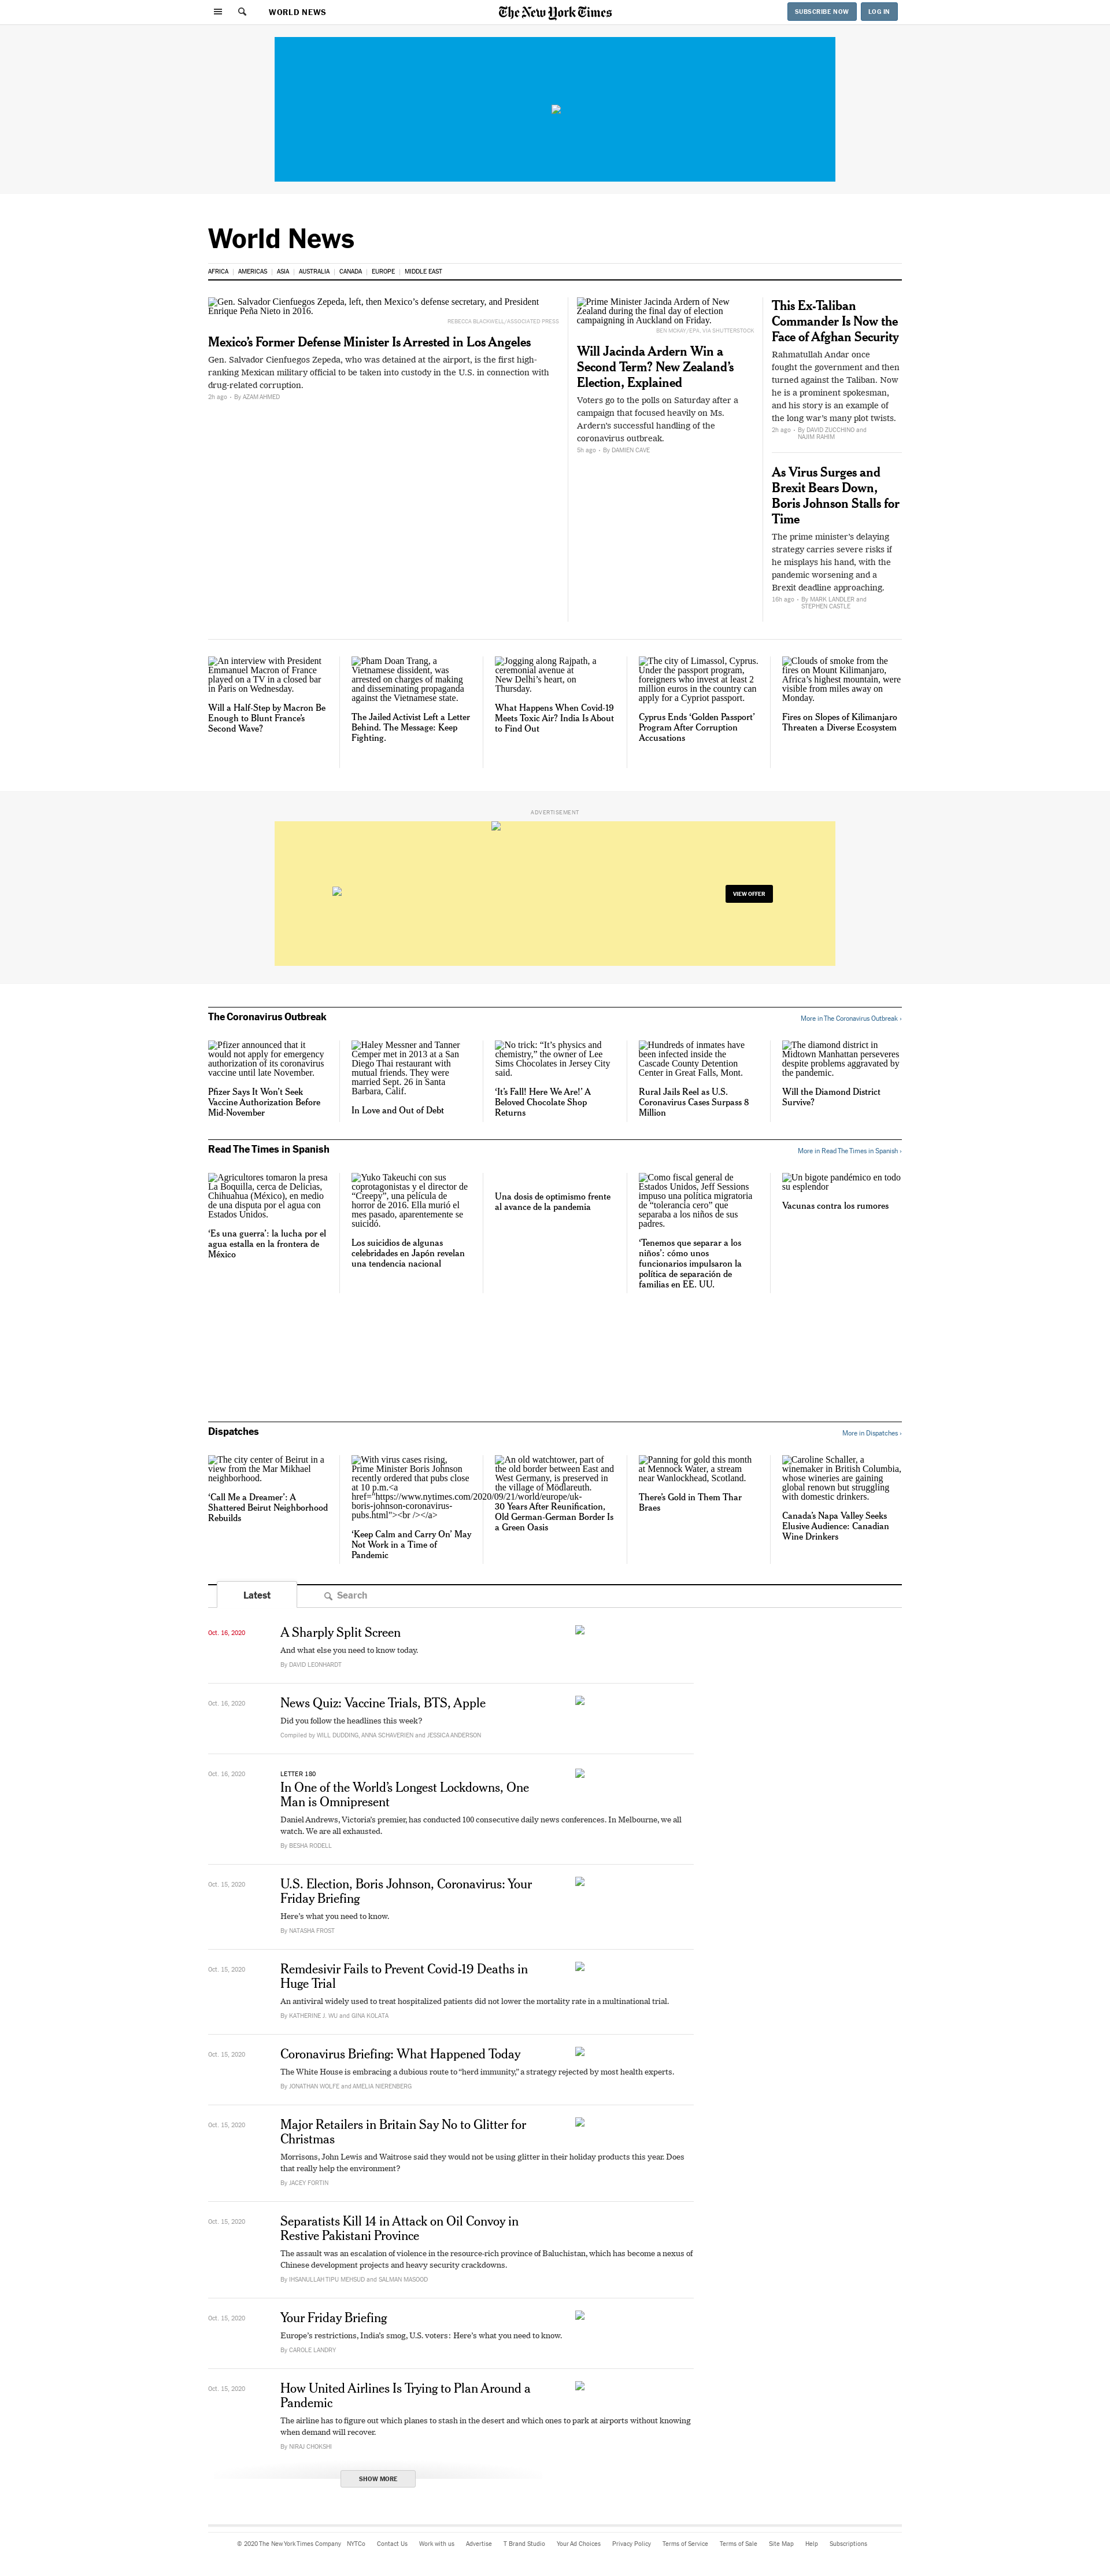 WORLD NEWS
The New York Times
SUBSCRIBE NOW
LOG IN
World News
AFRICA
AMERICAS
ASIA
AUSTRALIA
CANADA
EUROPE
MIDDLE EAST
Gen. Salvador Cienfuegos Zepeda, left, then Mexico’s defense secretary, and President
Enrique Peña Nieto in 2016.
REBECCA BLACKWELL/ASSOCIATED PRESS
Mexico’s Former Defense Minister Is Arrested in Los Angeles
Gen. Salvador Cienfuegos Zepeda, who was detained at the airport, is the first high-
ranking Mexican military official to be taken into custody in the U.S. in connection with
drug-related corruption.
2h ago • By AZAM AHMED
Prime Minister Jacinda Ardern of New
Zealand during the final day of election
campaigning in Auckland on Friday.
BEN MCKAY/EPA, VIA SHUTTERSTOCK
Will Jacinda Ardern Win a
Second Term? New Zealand’s
Election, Explained
Voters go to the polls on Saturday after a
campaign that focused heavily on Ms.
Ardern’s successful handling of the
coronavirus outbreak.
5h ago • By DAMIEN CAVE
This Ex-Taliban
Commander Is Now the
Face of Afghan Security
Rahmatullah Andar once
fought the government and then
turned against the Taliban. Now
he is a prominent spokesman,
and his story is an example of
the long war’s many plot twists.
2h ago • By DAVID ZUCCHINO and
NAJIM RAHIM
As Virus Surges and
Brexit Bears Down,
Boris Johnson Stalls for
Time
The prime minister’s delaying
strategy carries severe risks if
he misplays his hand, with the
pandemic worsening and a
Brexit deadline approaching.
16h ago • By MARK LANDLER and
STEPHEN CASTLE
An interview with President
Emmanuel Macron of France
played on a TV in a closed bar
in Paris on Wednesday.
Will a Half-Step by Macron Be
Enough to Blunt France’s
Second Wave?
Pham Doan Trang, a
Vietnamese dissident, was
arrested on charges of making
and disseminating propaganda
against the Vietnamese state.
The Jailed Activist Left a Letter
Behind. The Message: Keep
Fighting.
Jogging along Rajpath, a
ceremonial avenue at
New Delhi’s heart, on
Thursday.
What Happens When Covid-19
Meets Toxic Air? India Is About
to Find Out
The city of Limassol, Cyprus.
Under the passport program,
foreigners who invest at least 2
million euros in the country can
apply for a Cypriot passport.
Cyprus Ends ‘Golden Passport’
Program After Corruption
Accusations
Clouds of smoke from the
fires on Mount Kilimanjaro,
Africa’s highest mountain, were
visible from miles away on
Monday.
Fires on Slopes of Kilimanjaro
Threaten a Diverse Ecosystem
ADVERTISEMENT
VIEW OFFER
The Coronavirus Outbreak
More in The Coronavirus Outbreak ›
Pfizer announced that it
would not apply for emergency
authorization of its coronavirus
vaccine until late November.
Pfizer Says It Won’t Seek
Vaccine Authorization Before
Mid-November
Haley Messner and Tanner
Cemper met in 2013 at a San
Diego Thai restaurant with
mutual friends. They were
married Sept. 26 in Santa
Barbara, Calif.
In Love and Out of Debt
No trick: “It’s physics and
chemistry,” the owner of Lee
Sims Chocolates in Jersey City
said.
‘It’s Fall! Here We Are!’ A
Beloved Chocolate Shop
Returns
Hundreds of inmates have
been infected inside the
Cascade County Detention
Center in Great Falls, Mont.
Rural Jails Reel as U.S.
Coronavirus Cases Surpass 8
Million
The diamond district in
Midtown Manhattan perseveres
despite problems aggravated by
the pandemic.
Will the Diamond District
Survive?
Read The Times in Spanish
More in Read The Times in Spanish ›
Agricultores tomaron la presa
La Boquilla, cerca de Delicias,
Chihuahua (México), en medio
de una disputa por el agua con
Estados Unidos.
‘Es una guerra’: la lucha por el
agua estalla en la frontera de
México
Yuko Takeuchi con sus
coprotagonistas y el director de
“Creepy”, una película de
horror de 2016. Ella murió el
mes pasado, aparentemente se
suicidó.
Los suicidios de algunas
celebridades en Japón revelan
una tendencia nacional
Una dosis de optimismo frente
al avance de la pandemia
Como fiscal general de
Estados Unidos, Jeff Sessions
impuso una política migratoria
de “tolerancia cero” que
separaba a los niños de sus
padres.
‘Tenemos que separar a los
niños’: cómo unos
funcionarios impulsaron la
política de separación de
familias en EE. UU.
Un bigote pandémico en todo
su esplendor
Vacunas contra los rumores
Dispatches
More in Dispatches ›
The city center of Beirut in a
view from the Mar Mikhael
neighborhood.
‘Call Me a Dreamer’: A
Shattered Beirut Neighborhood
Rebuilds
With virus cases rising,
Prime Minister Boris Johnson
recently ordered that pubs close
at 10 p.m.<a
href="https://www.nytimes.com/2020/09/21/world/europe/uk-
boris-johnson-coronavirus-
pubs.html"><br /></a>
‘Keep Calm and Carry On’ May
Not Work in a Time of
Pandemic
An old watchtower, part of
the old border between East and
West Germany, is preserved in
the village of Mödlareuth.
30 Years After Reunification,
Old German-German Border Is
a Green Oasis
Panning for gold this month
at Mennock Water, a stream
near Wanlockhead, Scotland.
There’s Gold in Them Thar
Braes
Caroline Schaller, a
winemaker in British Columbia,
whose wineries are gaining
global renown but struggling
with domestic drinkers.
Canada’s Napa Valley Seeks
Elusive Audience: Canadian
Wine Drinkers
Latest
Search
Oct. 16, 2020
A Sharply Split Screen
And what else you need to know today.
By DAVID LEONHARDT
Oct. 16, 2020
News Quiz: Vaccine Trials, BTS, Apple
Did you follow the headlines this week?
Compiled by WILL DUDDING, ANNA SCHAVERIEN and JESSICA ANDERSON
Oct. 16, 2020
LETTER 180
In One of the World’s Longest Lockdowns, One
Man is Omnipresent
Daniel Andrews, Victoria’s premier, has conducted 100 consecutive daily news conferences. In Melbourne, we all
watch. We are all exhausted.
By BESHA RODELL
Oct. 15, 2020
U.S. Election, Boris Johnson, Coronavirus: Your
Friday Briefing
Here’s what you need to know.
By NATASHA FROST
Oct. 15, 2020
Remdesivir Fails to Prevent Covid-19 Deaths in
Huge Trial
An antiviral widely used to treat hospitalized patients did not lower the mortality rate in a multinational trial.
By KATHERINE J. WU and GINA KOLATA
Oct. 15, 2020
Coronavirus Briefing: What Happened Today
The White House is embracing a dubious route to “herd immunity,” a strategy rejected by most health experts.
By JONATHAN WOLFE and AMELIA NIERENBERG
Oct. 15, 2020
Major Retailers in Britain Say No to Glitter for
Christmas
Morrisons, John Lewis and Waitrose said they would not be using glitter in their holiday products this year. Does
that really help the environment?
By JACEY FORTIN
Oct. 15, 2020
Separatists Kill 14 in Attack on Oil Convoy in
Restive Pakistani Province
The assault was an escalation of violence in the resource-rich province of Baluchistan, which has become a nexus of
Chinese development projects and heavy security crackdowns.
By IHSANULLAH TIPU MEHSUD and SALMAN MASOOD
Oct. 15, 2020
Your Friday Briefing
Europe’s restrictions, India’s smog, U.S. voters: Here’s what you need to know.
By CAROLE LANDRY
Oct. 15, 2020
How United Airlines Is Trying to Plan Around a
Pandemic
The airline has to figure out which planes to stash in the desert and which ones to park at airports without knowing
when demand will recover.
By NIRAJ CHOKSHI
SHOW MORE
© 2020 The New York Times Company NYTCo Contact Us Work with us Advertise T Brand Studio Your Ad Choices Privacy Policy Terms of Service Terms of Sale Site Map Help Subscriptions